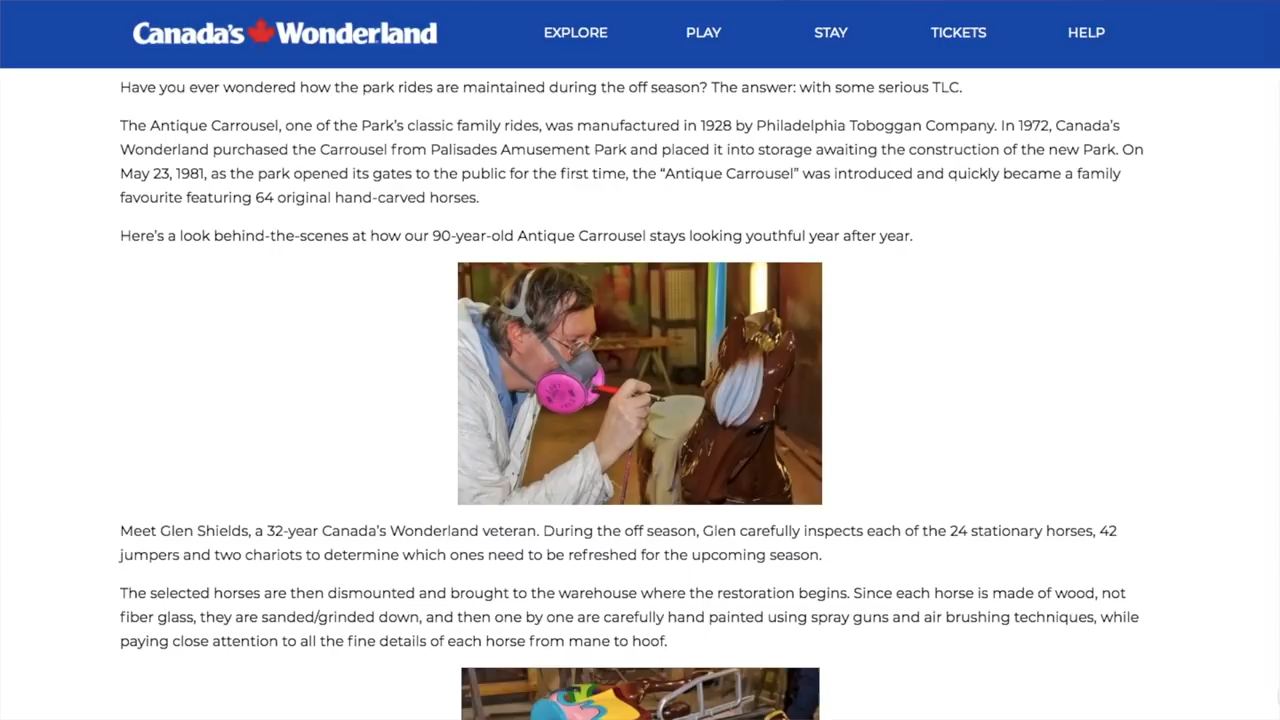 Canada's Wonderland
EXPLORE PLAY STAY TICKETS HELP
Have you ever wondered how the park rides are maintained during the off season? The answer: with some serious TLC.
The Antique Carrousel, one of the Park's classic family rides, was manufactured in 1928 by Philadelphia Toboggan Company. In 1972, Canada's
Wonderland purchased the Carrousel from Palisades Amusement Park and placed it into storage awaiting the construction of the new Park. On
May 23, 1981, as the park opened its gates to the public for the first time, the “Antique Carrousel” was introduced and quickly became a family
favourite featuring 64 original hand-carved horses.
Here's a look behind-the-scenes at how our 90-year-old Antique Carrousel stays looking youthful year after year.
Meet Glen Shields, a 32-year Canada's Wonderland veteran. During the off season, Glen carefully inspects each of the 24 stationary horses, 42
jumpers and two chariots to determine which ones need to be refreshed for the upcoming season.
The selected horses are then dismounted and brought to the warehouse where the restoration begins. Since each horse is made of wood, not
fiber glass, they are sanded/grinded down, and then one by one are carefully hand painted using spray guns and air brushing techniques, while
paying close attention to all the fine details of each horse from mane to hoof.